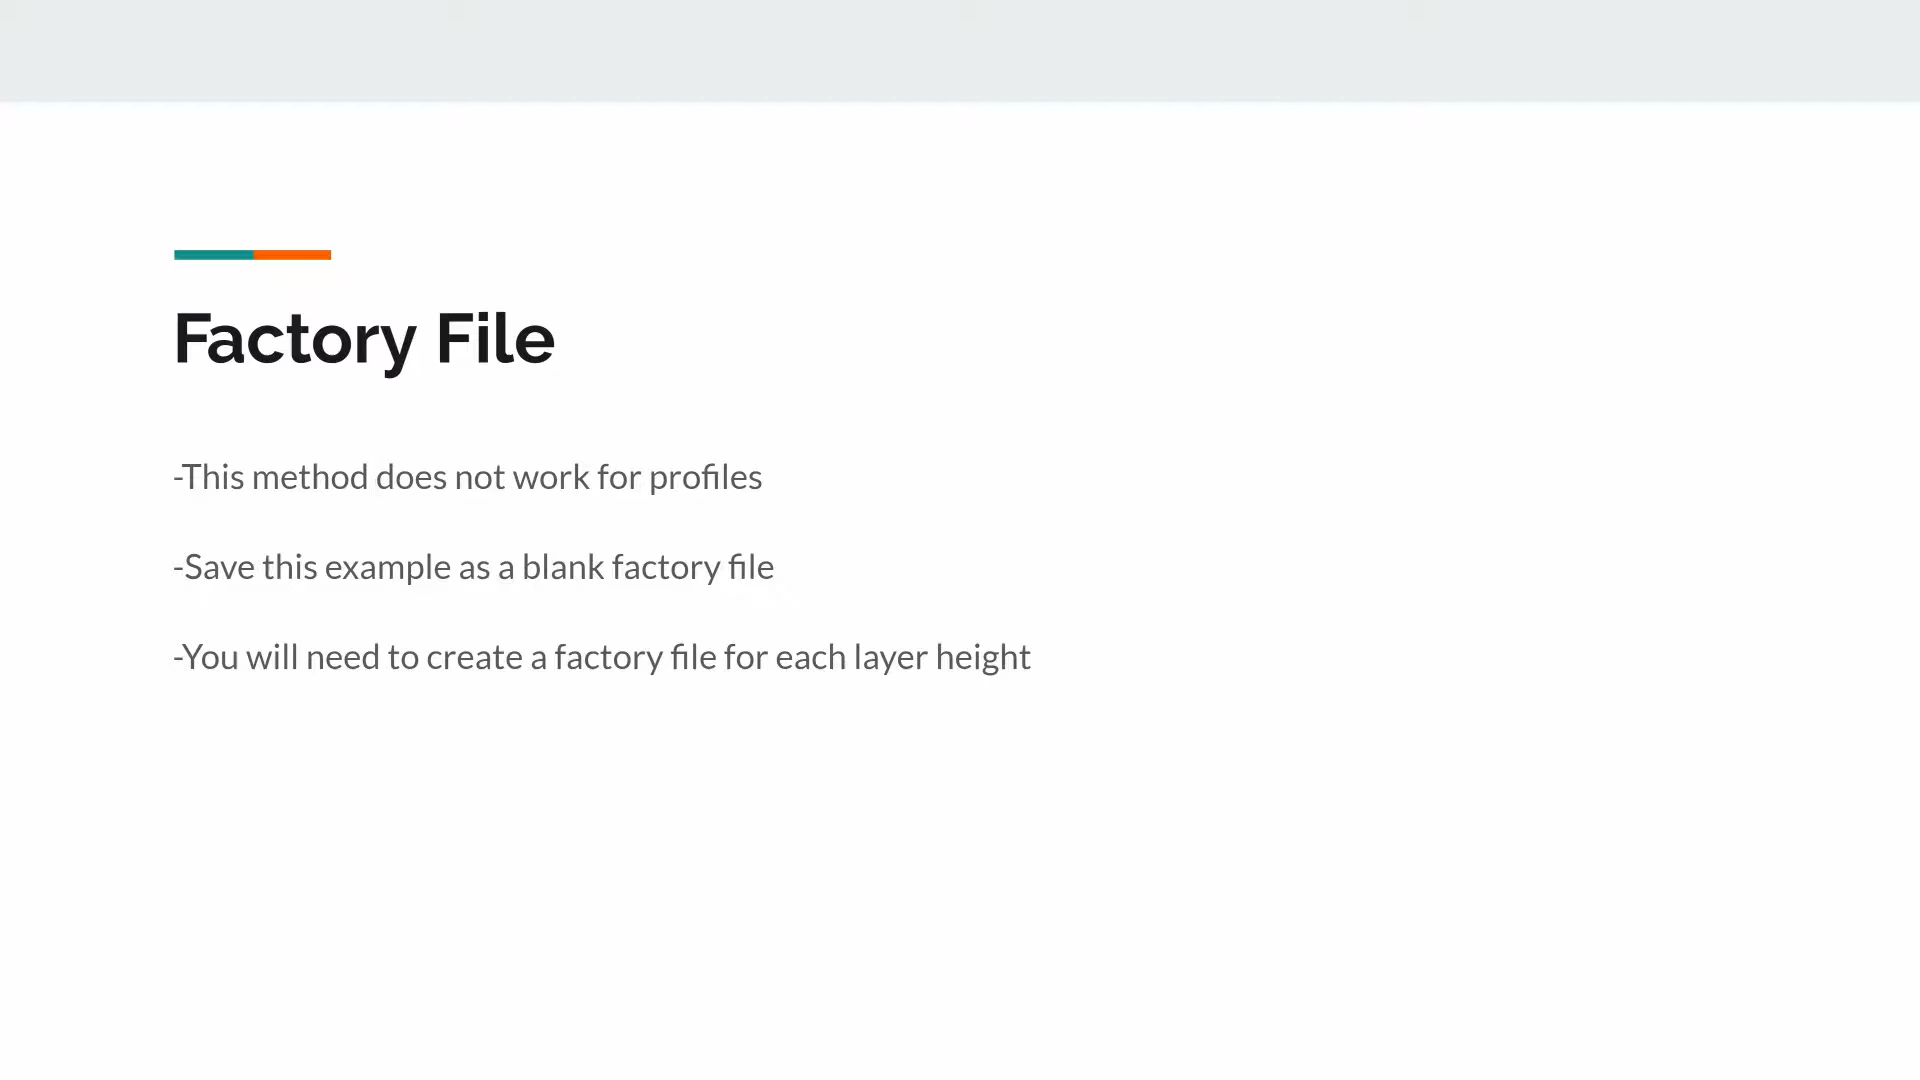 Factory File
-This method does not work for profiles
-Save this example as a blank factory file
-You will need to create a factory file for each layer height